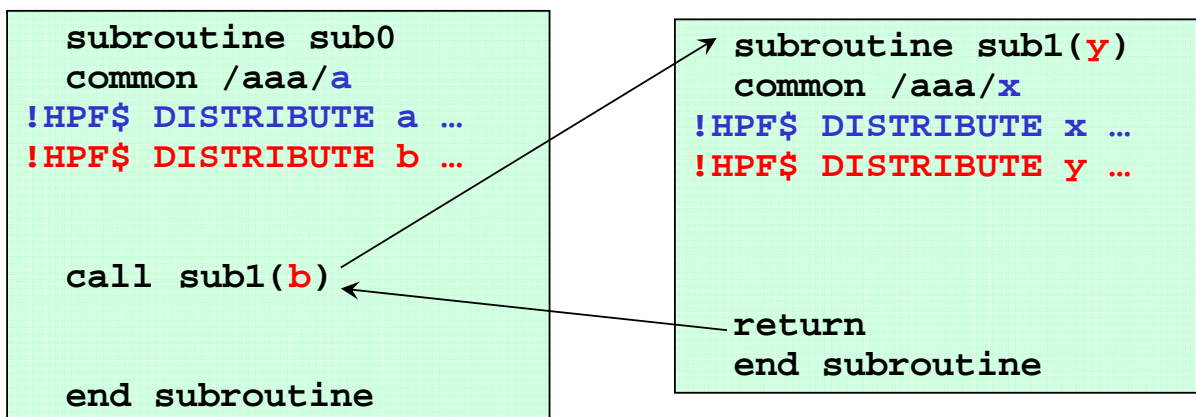 subroutine sub0
common /aaa/a
!HPF$ DISTRIBUTE a …
!HPF$ DISTRIBUTE b …
call sub1(b)
end subroutine
subroutine sub1(y)
common /aaa/x
!HPF$ DISTRIBUTE x …
!HPF$ DISTRIBUTE y …
return
end subroutine